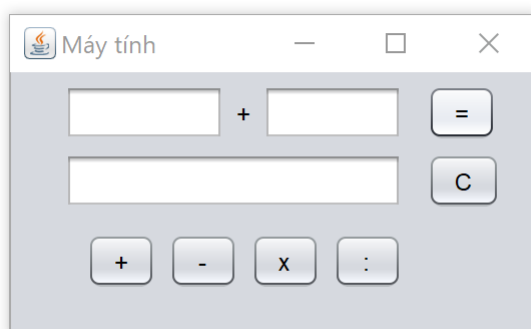 Máy tính
+ =
C
+ - x :